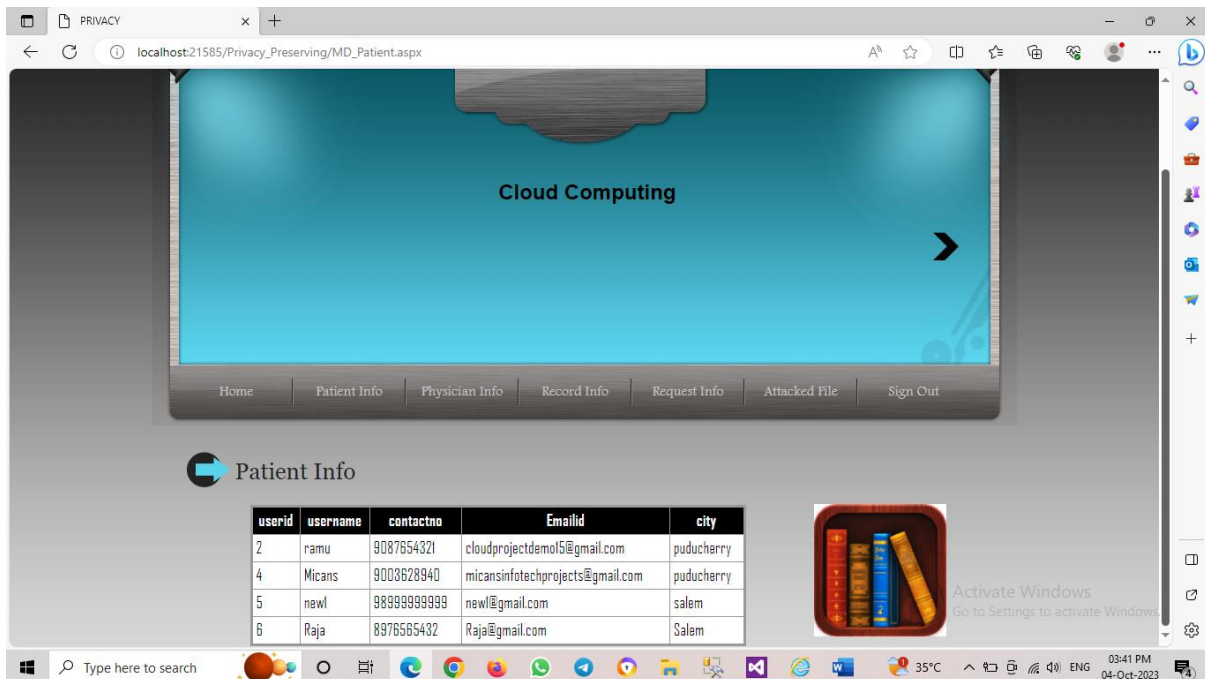 PRIVACY
localhost:21585/Privacy_Preserving/MD_Patient.aspx
Cloud Computing
Home Patient Info Physician Info Record Info Request Info Attacked File Sign Out
Patient Info
userid username contactno Emailid city
2 ramu 9087654321 cloudprojectdemo15@gmail.com puducherry
4 Micans 9003628940 micansinfotechprojects@gmail.com puducherry
5 new1 98999999999 new1@gmail.com salem
6 Raja 8976565432 Raja@gmail.com Salem
Activate Windows
Go to Settings to activate Windows.
Type here to search
35°C ENG 03:41 PM
04-Oct-2023
4